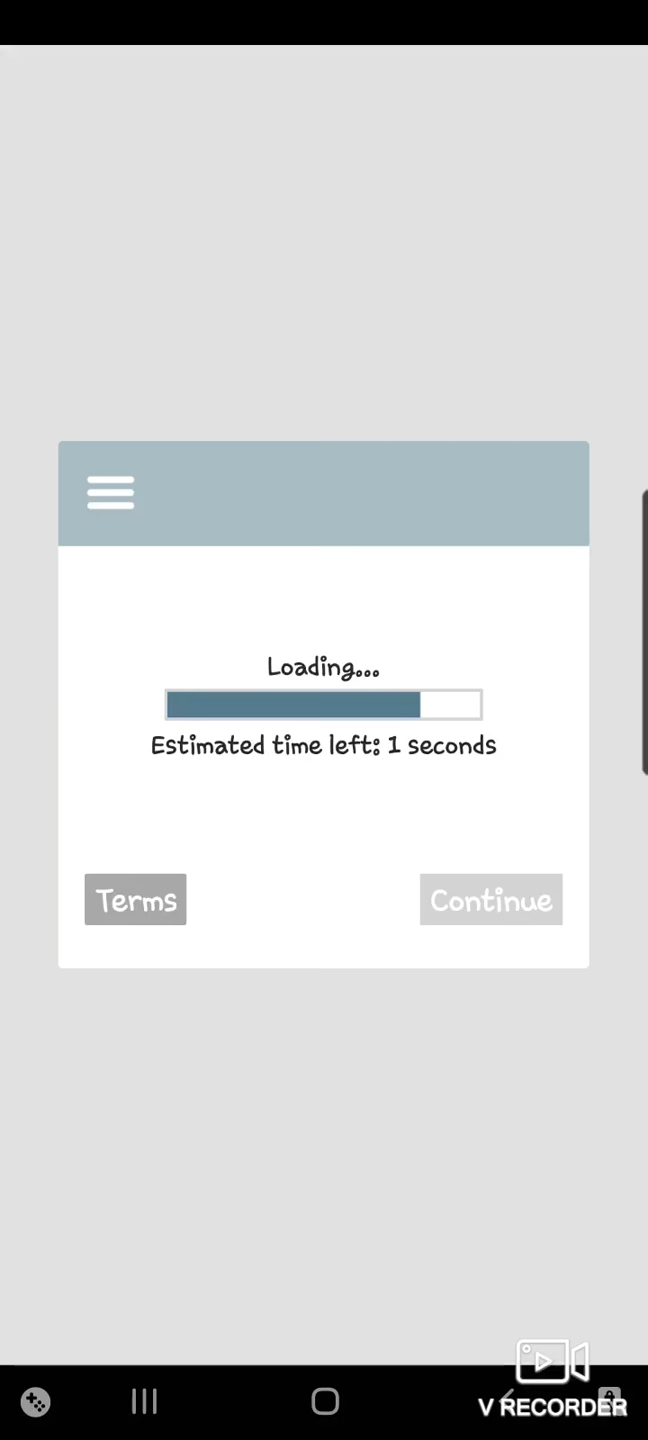 Loading...
Estimated time left: 1 seconds
Terms
Continue
V RECORDER